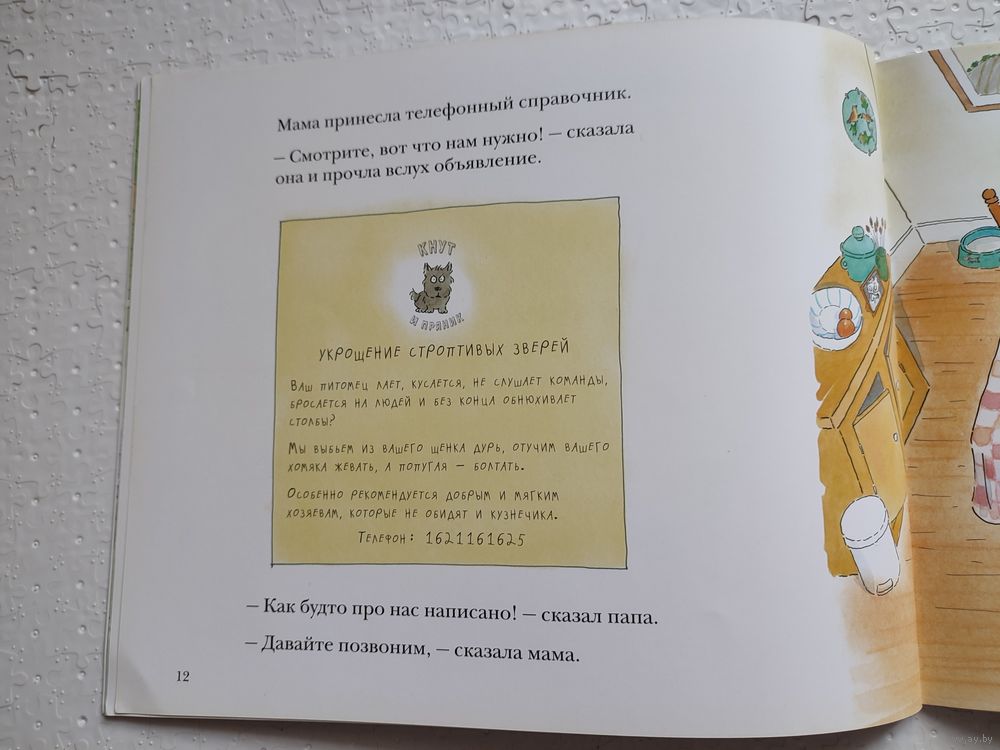 Мама принесла телефонный справочник.
— Смотрите, вот что нам нужно! — сказала
она и прочла вслух объявление.
КНУТ
И ПРЯНИК
УКРОЩЕНИЕ СТРОПТИВЫХ ЗВЕРЕЙ
ВАШ ПИТОМЕЦ ЛАЕТ, КУСАЕТСЯ, НЕ СЛУШАЕТ КОМАНДЫ,
БРОСАЕТСЯ НА ЛЮДЕЙ И БЕЗ КОНЦА ОБНЮХИВАЕТ
СТОЛБЫ?
МЫ ВЫБЬЕМ ИЗ ВАШЕГО ЩЕНКА ДУРЬ, ОТУЧИМ ВАШЕГО
ХОМЯКА ЖЕВАТЬ, А ПОПУГАЯ — БОЛТАТЬ.
ОСОБЕННО РЕКОМЕНДУЕТСЯ ДОБРЫМ И МЯГКИМ
ХОЗЯЕВАМ, КОТОРЫЕ НЕ ОБИДЯТ И КУЗНЕЧИКА.
ТЕЛЕФОН: 1621161625
— Как будто про нас написано! — сказал папа.
— Давайте позвоним, — сказала мама.
12
www.ay.by